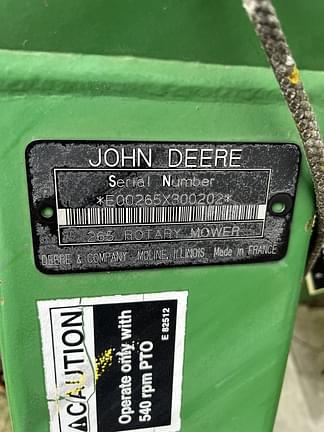 JOHN DEERE
Serial Number
*E00265X300202*
265 ROTARY MOWER
DEERE & COMPANY MOLINE, ILLINOIS Made in FRANCE
CAUTION
Operate only with
540 rpm PTO
E 82512